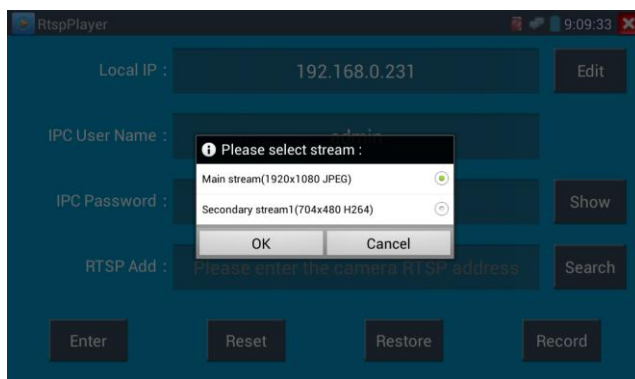 RtspPlayer 9:09:33
Local IP : 192.168.0.231 Edit
IPC User Name : admin
Please select stream :
Main stream(1920x1080 JPEG)
Secondary stream1(704x480 H264)
OK Cancel
IPC Password : Show
RTSP Add : Please enter the camera RTSP address Search
Enter Reset Restore Record